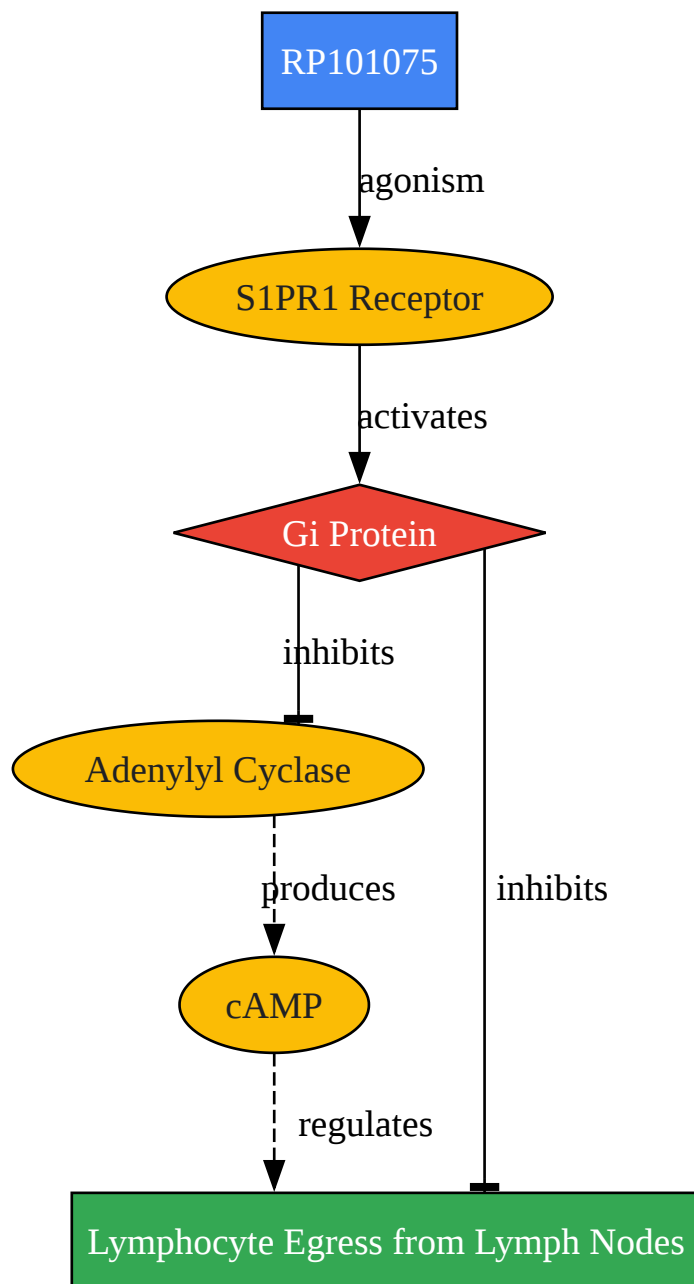 RP101075
agonism
S1PR1 Receptor
activates
Gi Protein
inhibits
Adenylyl Cyclase
produces
inhibits
cAMP
regulates
Lymphocyte Egress from Lymph Nodes